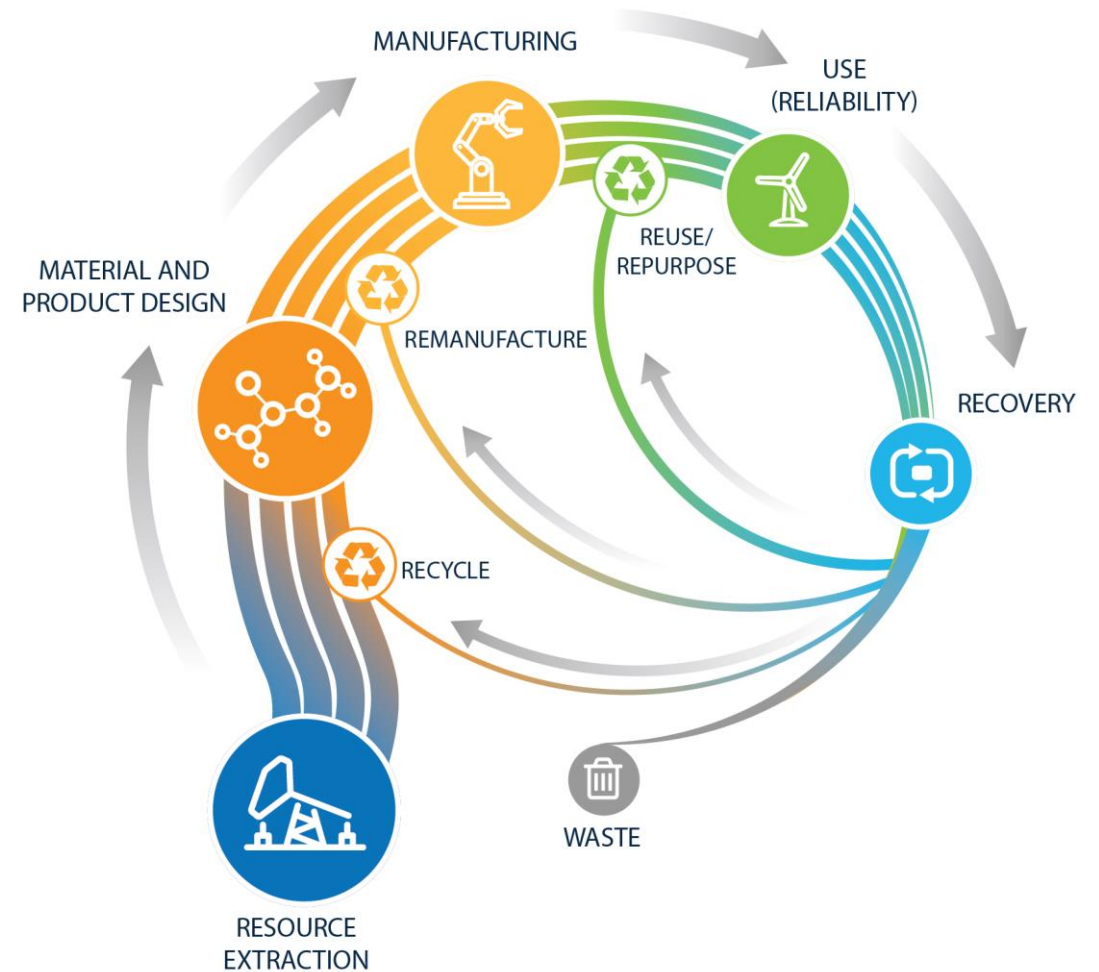 MANUFACTURING
USE
(RELIABILITY)
REUSE/
REPURPOSE
MATERIAL AND
PRODUCT DESIGN
REMANUFACTURE
RECOVERY
RECYCLE
WASTE
RESOURCE
EXTRACTION